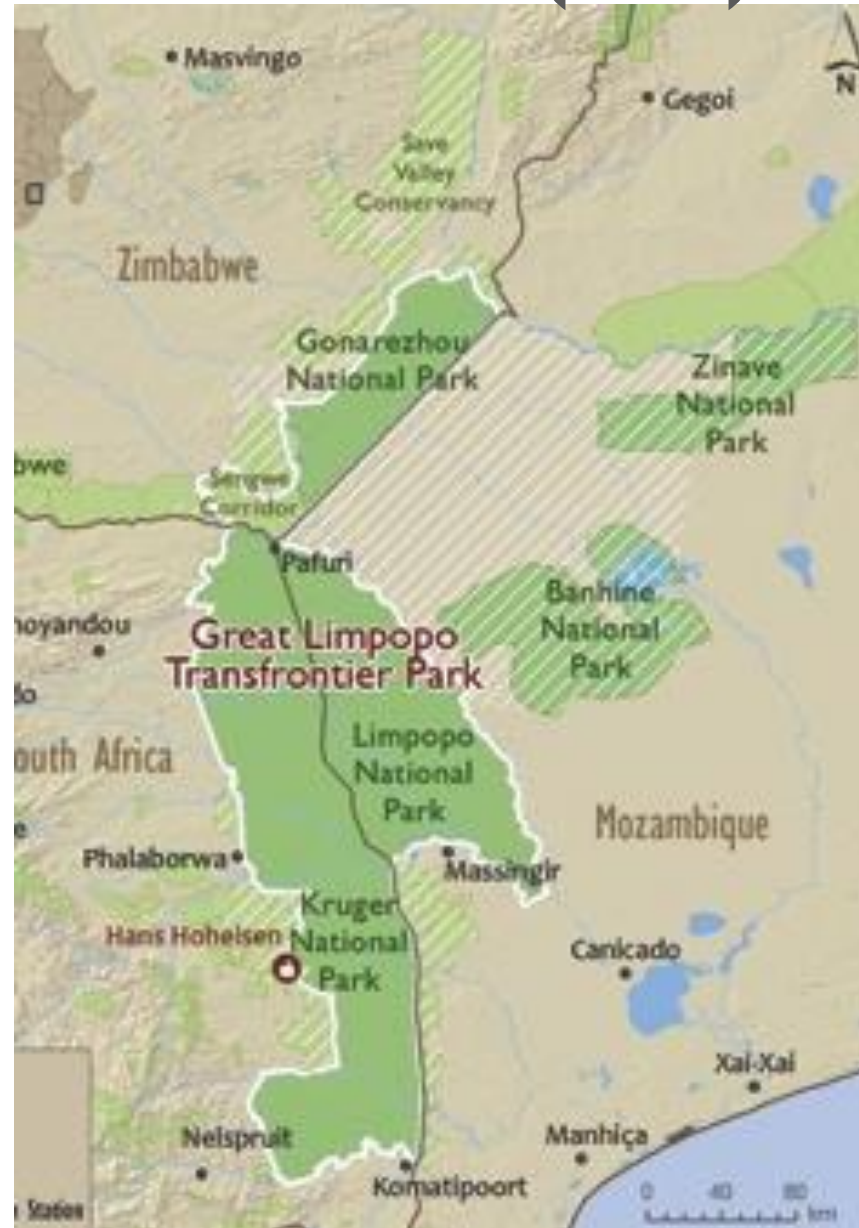 Masvingo
Gegoi
N
Save
Valley
Conservancy
Zimbabwe
Gonarezhou
National Park
Zinave
National
Park
bwe
Sengwe
Corridor
Pafuri
Banhine
National
Park
hoyandou
Great Limpopo
Transfrontier Park
do
Limpopo
National
Park
outh Africa
Mozambique
e
Phalaborwa
Massingir
Kruger
National
Park
Hans Hoheisen
Canicado
Xai-Xai
Nelspruit
Manhiça
Komatipoort
0 40 80
km
n Station